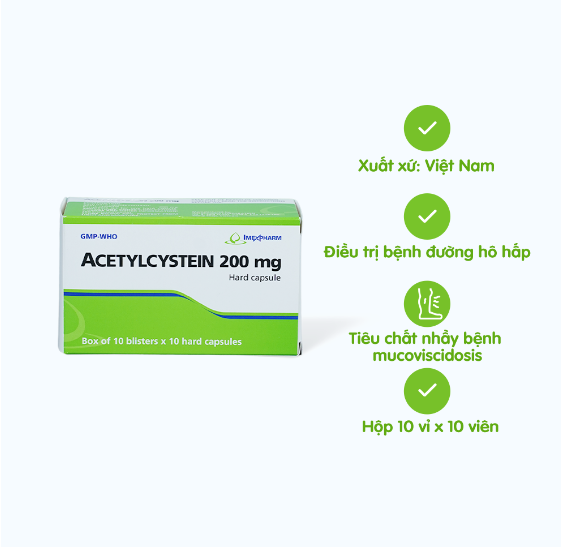 GMP-WHO
IMEXPHARM
ACETYLCYSTEIN 200 mg
Hard capsule
Box of 10 blisters x 10 hard capsules
Xuất xứ: Việt Nam
Điều trị bệnh đường hô hấp
Tiêu chất nhầy bệnh
mucoviscidosis
Hộp 10 vỉ x 10 viên